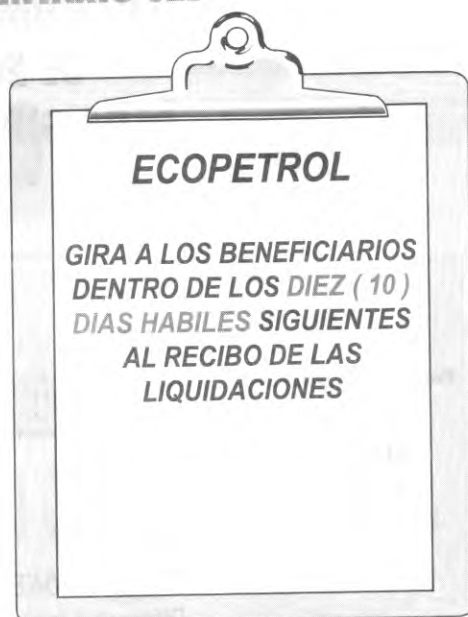 ECOPETROL
GIRA A LOS BENEFICIARIOS
DENTRO DE LOS DIEZ ( 10 )
DIAS HABILES SIGUIENTES
AL RECIBO DE LAS
LIQUIDACIONES